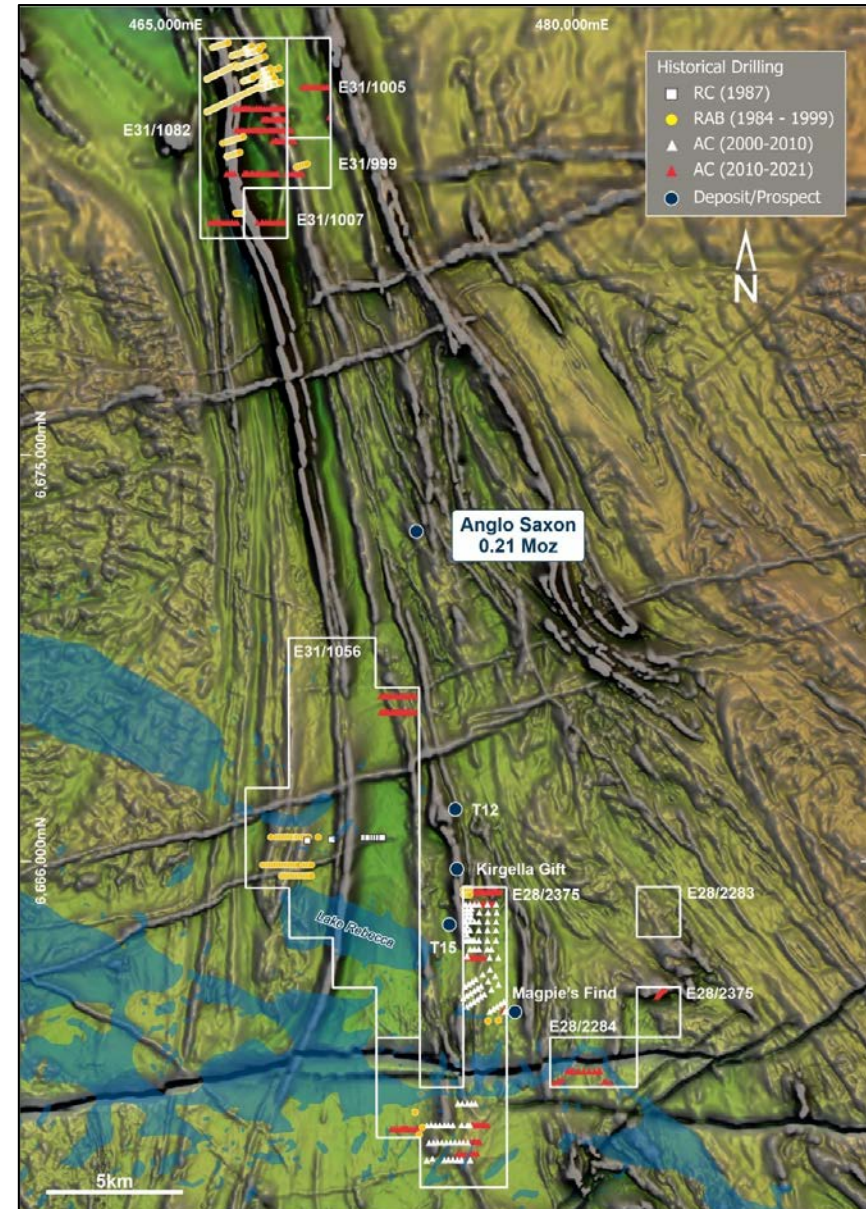 465,000mE
480,000mE
Historical Drilling
RC (1987)
RAB (1984 - 1999)
AC (2000-2010)
AC (2010-2021)
Deposit/Prospect
N
E31/1005
E31/1082
E31/999
E31/1007
6,675,000mN
Anglo Saxon
0.21 Moz
E31/1056
T12
6,666,000mN
Kirgella Gift
E28/2375
E28/2283
Lake Rebecca
T15
Magpie's Find
E28/2375
E28/2284
5km